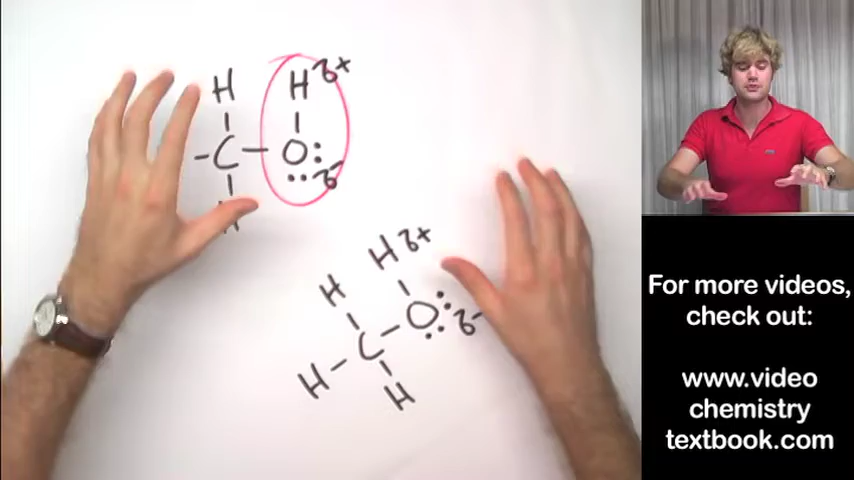 H δ+
H
- C - O :
.. δ-
H
H δ+
H
O : δ-
..
H - C
H
For more videos,
check out:
www.video
chemistry
textbook.com